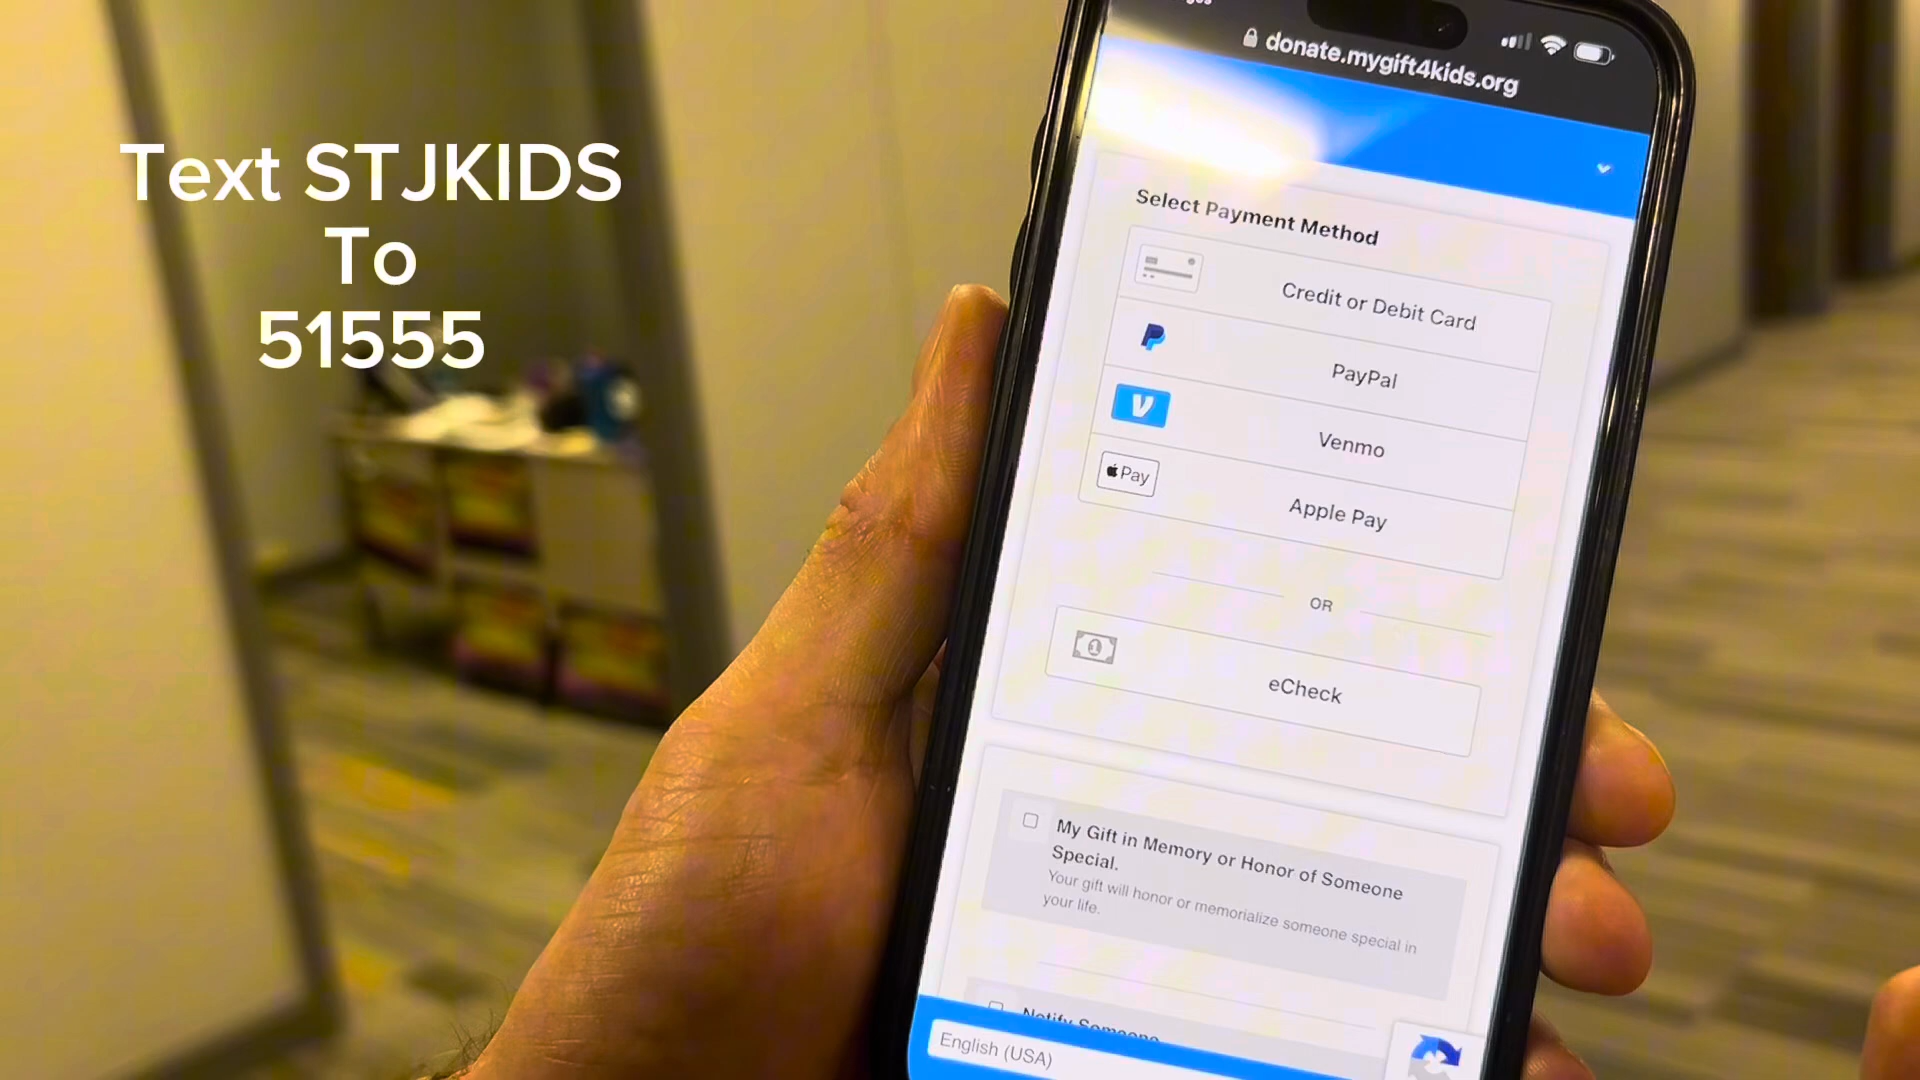 Text STJKIDS
To
51555
donate.mygift4kids.org
Select Payment Method
Credit or Debit Card
PayPal
Venmo
Pay
Apple Pay
OR
eCheck
My Gift in Memory or Honor of Someone
Special.
Your gift will honor or memorialize someone special in
your life.
Notify Someone
English (USA)